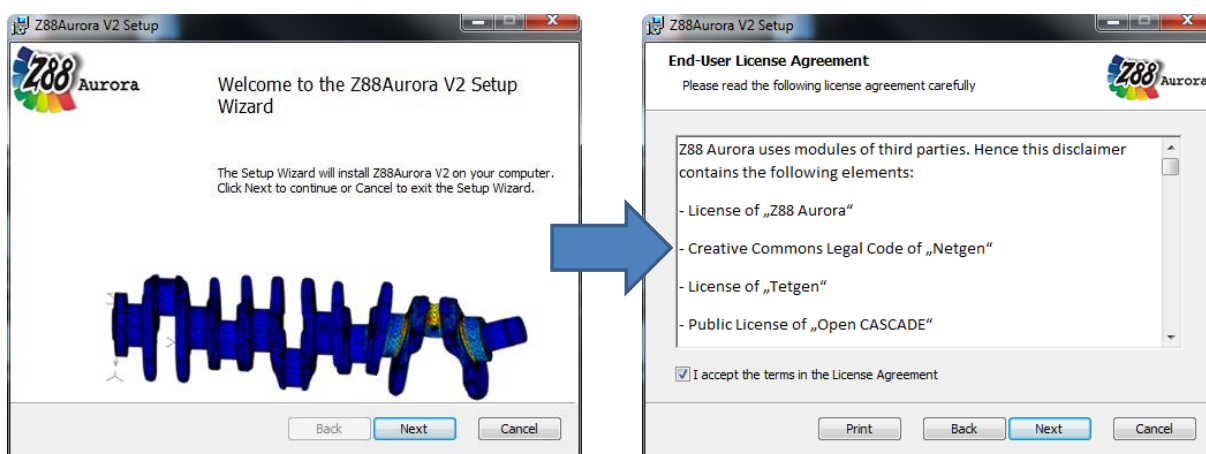 Z88Aurora V2 Setup
Z88 Aurora
Welcome to the Z88Aurora V2 Setup
Wizard
The Setup Wizard will install Z88Aurora V2 on your computer.
Click Next to continue or Cancel to exit the Setup Wizard.
Back Next Cancel
Z88Aurora V2 Setup
End-User License Agreement
Please read the following license agreement carefully
Z88 Aurora
Z88 Aurora uses modules of third parties. Hence this disclaimer
contains the following elements:
- License of „Z88 Aurora“
- Creative Commons Legal Code of „Netgen“
- License of „Tetgen“
- Public License of „Open CASCADE“
I accept the terms in the License Agreement
Print Back Next Cancel